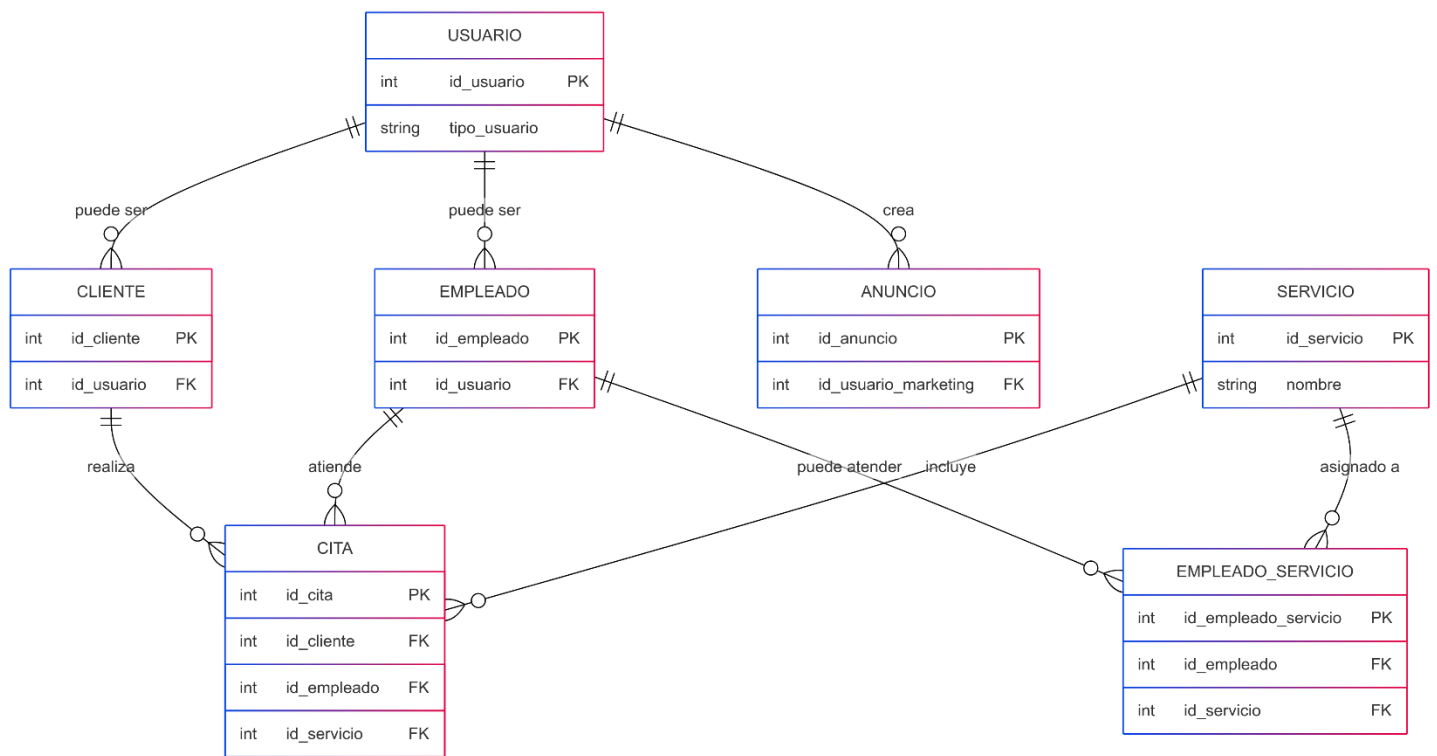 USUARIO
int id_usuario PK
string tipo_usuario
puede ser
puede ser
crea
CLIENTE
int id_cliente PK
int id_usuario FK
EMPLEADO
int id_empleado PK
int id_usuario FK
ANUNCIO
int id_anuncio PK
int id_usuario_marketing FK
SERVICIO
int id_servicio PK
string nombre
realiza
atiende
puede atender
incluye
asignado a
CITA
int id_cita PK
int id_cliente FK
int id_empleado FK
int id_servicio FK
EMPLEADO_SERVICIO
int id_empleado_servicio PK
int id_empleado FK
int id_servicio FK